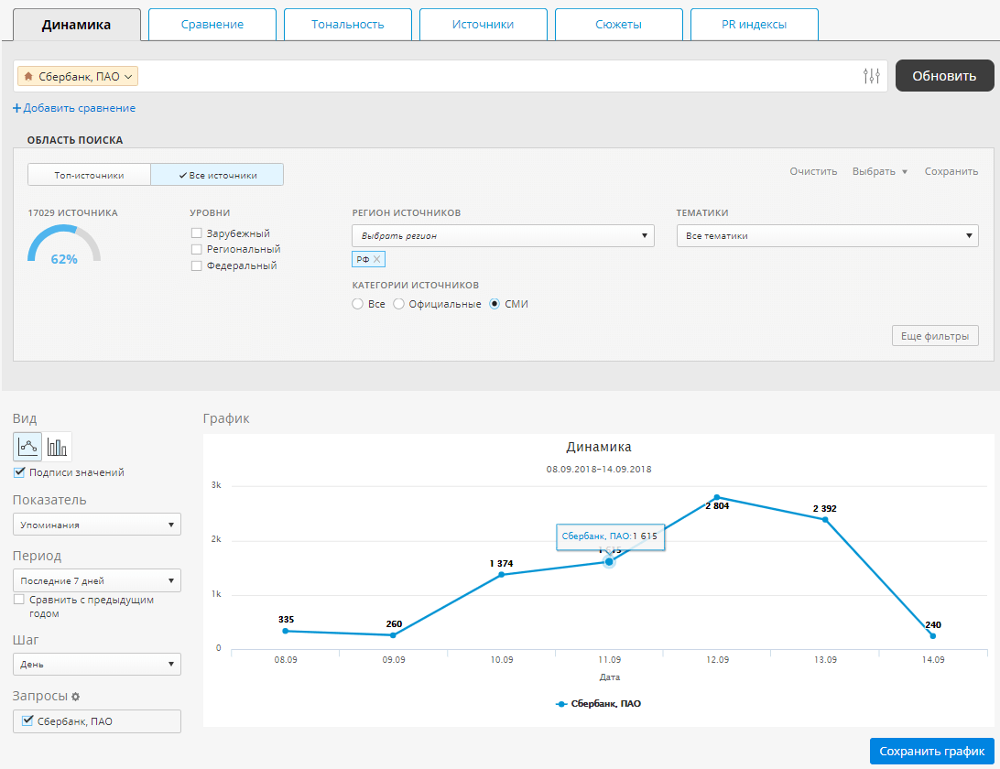 Динамика
Сравнение
Тональность
Источники
Сюжеты
PR индексы
Сбербанк, ПАО
Обновить
+ Добавить сравнение
ОБЛАСТЬ ПОИСКА
Топ-источники
Все источники
Очистить
Выбрать
Сохранить
17029 ИСТОЧНИКА
62%
УРОВНИ
Зарубежный
Региональный
Федеральный
РЕГИОН ИСТОЧНИКОВ
Выбрать регион
РФ
КАТЕГОРИИ ИСТОЧНИКОВ
Все
Официальные
СМИ
ТЕМАТИКИ
Все тематики
Еще фильтры
Вид
Подписи значений
Показатель
Упоминания
Период
Последние 7 дней
Сравнить с предыдущим
годом
Шаг
День
Запросы
Сбербанк, ПАО
График
Динамика
08.09.2018-14.09.2018
3k
2k
1k
0
335
260
1 374
Сбербанк, ПАО:1 615
1 615
2 804
2 392
240
08.09
09.09
10.09
11.09
12.09
13.09
14.09
Дата
Сбербанк, ПАО
Сохранить график